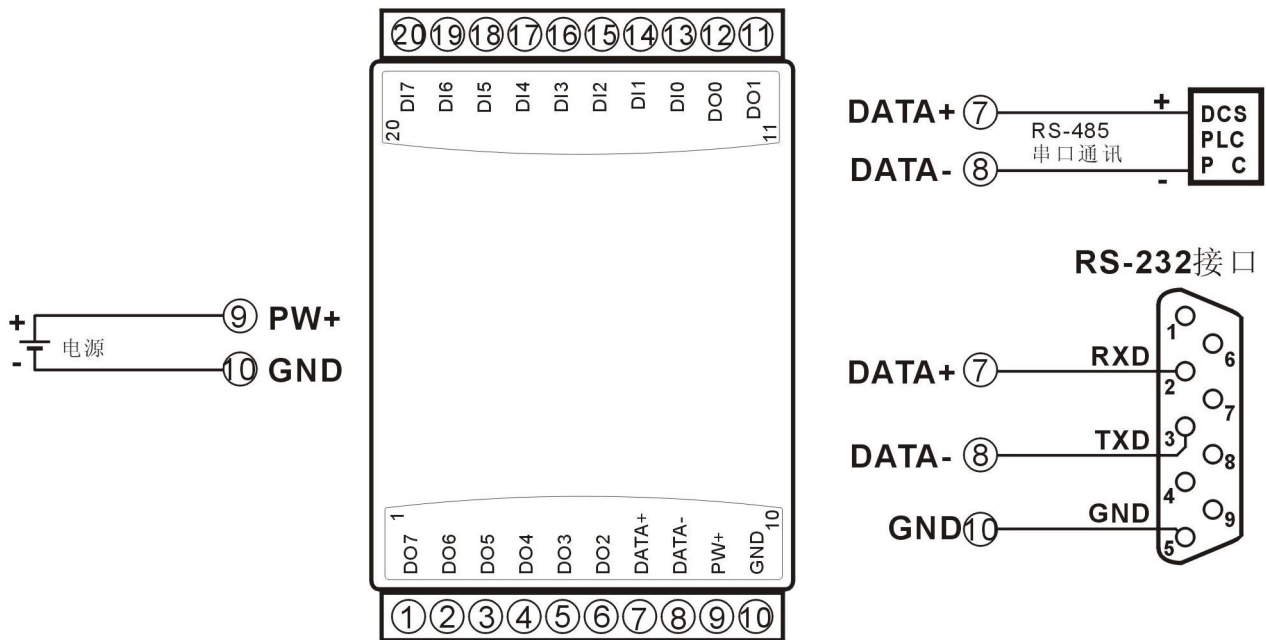 ⑳⑲⑱⑰⑯⑮⑭⑬⑫⑪
DI7 DI6 DI5 DI4 DI3 DI2 DI1 DI0 DO0 DO1
20 11
+
-
电源
⑨ PW+
⑩ GND
1 10
DO7 DO6 DO5 DO4 DO3 DO2 DATA+ DATA- PW+ GND
①②③④⑤⑥⑦⑧⑨⑩
DATA+ ⑦ +
RS-485
串口通讯
DATA- ⑧ -
DCS
PLC
P C
RS-232接口
DATA+ ⑦ RXD
DATA- ⑧ TXD
GND⑩ GND
1
2
3
4
5
6
7
8
9